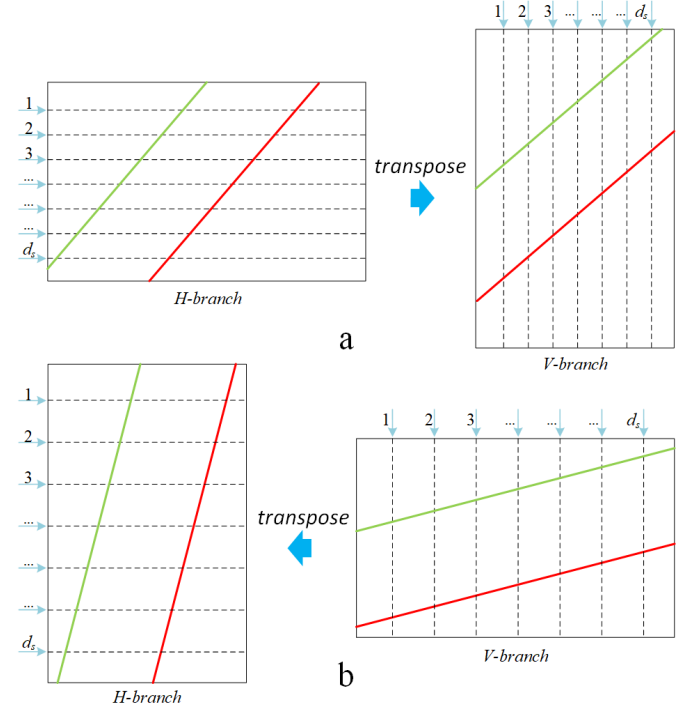 1 2 3 ... ... ... dₛ
1
2
3
...
...
...
dₛ
transpose
H-branch
a
V-branch
1
2
3
...
...
...
dₛ
transpose
H-branch
1 2 3 ... ... ... dₛ
b
V-branch